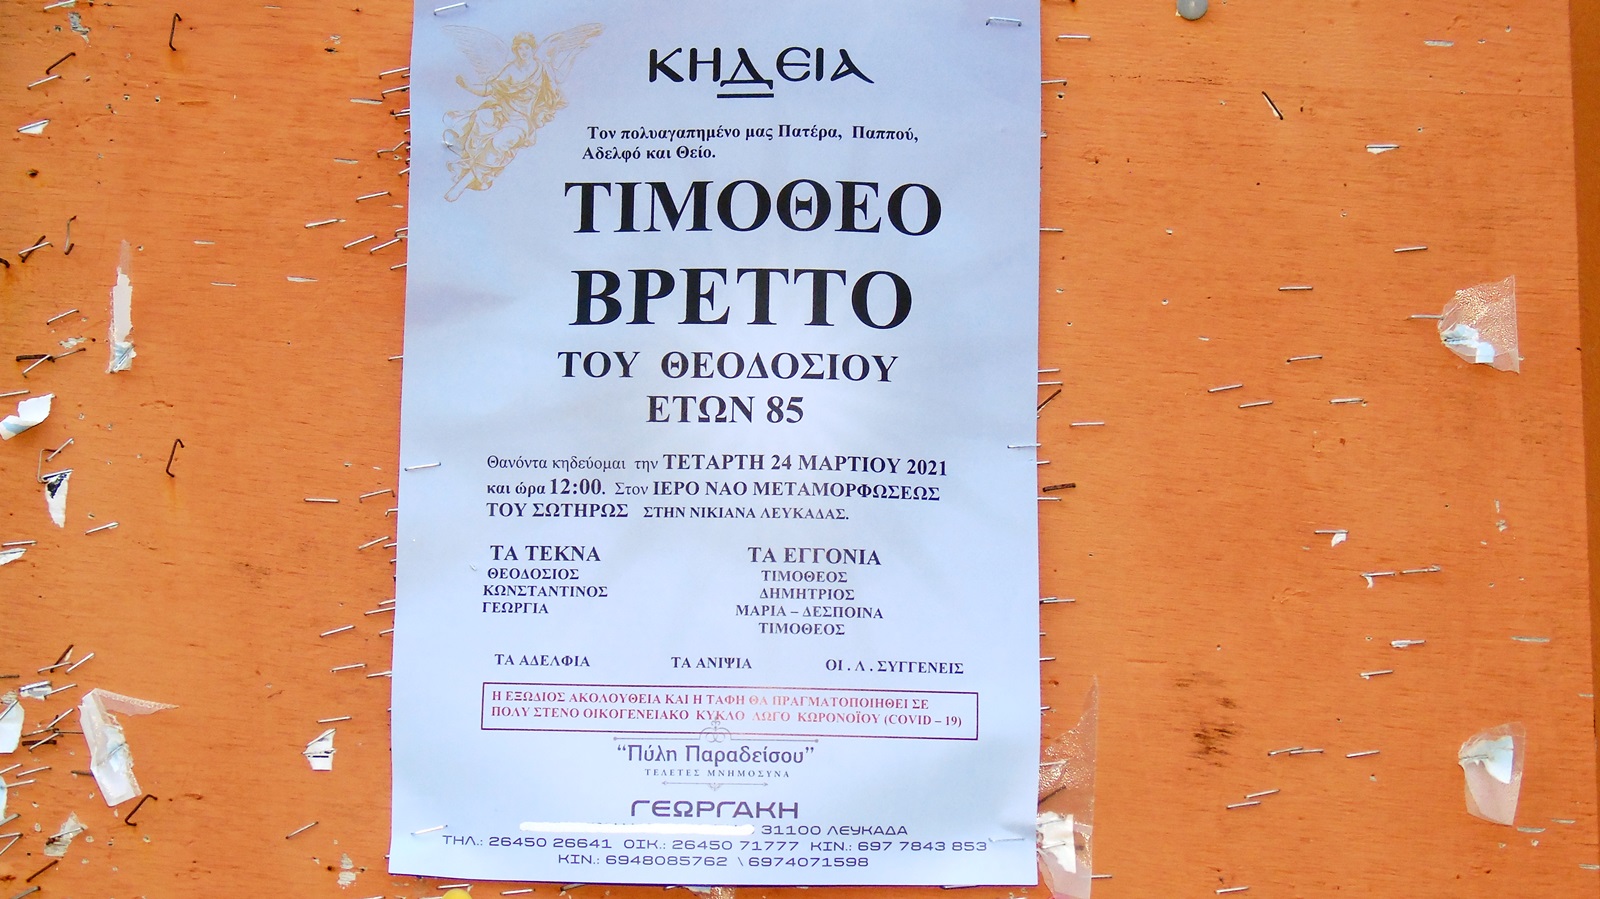 ΚΗΔΕΙΑ
Τον πολυαγαπημένο μας Πατέρα, Παππού,
Αδελφό και Θείο.
ΤΙΜΟΘΕΟ
ΒΡΕΤΤΟ
ΤΟΥ ΘΕΟΔΟΣΙΟΥ
ΕΤΩΝ 85
Θανόντα κηδεύομαι την ΤΕΤΑΡΤΗ 24 ΜΑΡΤΙΟΥ 2021
και ώρα 12:00. Στον ΙΕΡΟ ΝΑΟ ΜΕΤΑΜΟΡΦΩΣΕΩΣ
ΤΟΥ ΣΩΤΗΡΩΣ ΣΤΗΝ ΝΙΚΙΑΝΑ ΛΕΥΚΑΔΑΣ.
ΤΑ ΤΕΚΝΑ
ΘΕΟΔΟΣΙΟΣ
ΚΩΝΣΤΑΝΤΙΝΟΣ
ΓΕΩΡΓΙΑ
ΤΑ ΕΓΓΟΝΙΑ
ΤΙΜΟΘΕΟΣ
ΔΗΜΗΤΡΙΟΣ
ΜΑΡΙΑ – ΔΕΣΠΟΙΝΑ
ΤΙΜΟΘΕΟΣ
ΤΑ ΑΔΕΛΦΙΑ ΤΑ ΑΝΙΨΙΑ ΟΙ . Λ . ΣΥΓΓΕΝΕΙΣ
Η ΕΞΩΔΙΟΣ ΑΚΟΛΟΥΘΕΙΑ ΚΑΙ Η ΤΑΦΗ ΘΑ ΠΡΑΓΜΑΤΟΠΟΙΗΘΕΙ ΣΕ
ΠΟΛΥ ΣΤΕΝΟ ΟΙΚΟΓΕΝΕΙΑΚΟ ΚΥΚΛΟ ΛΩΓΟ ΚΩΡΟΝΟΪΟΥ (COVID – 19)
“Πύλη Παραδείσου”
ΤΕΛΕΤΕΣ ΜΝΗΜΟΣΥΝΑ
ΓΕΩΡΓΑΚΗ
31100 ΛΕΥΚΑΔΑ
ΤΗΛ.: 26450 26641 ΟΙΚ.: 26450 71777 ΚΙΝ.: 697 7843 853
ΚΙΝ.: 6948085762 \ 6974071598